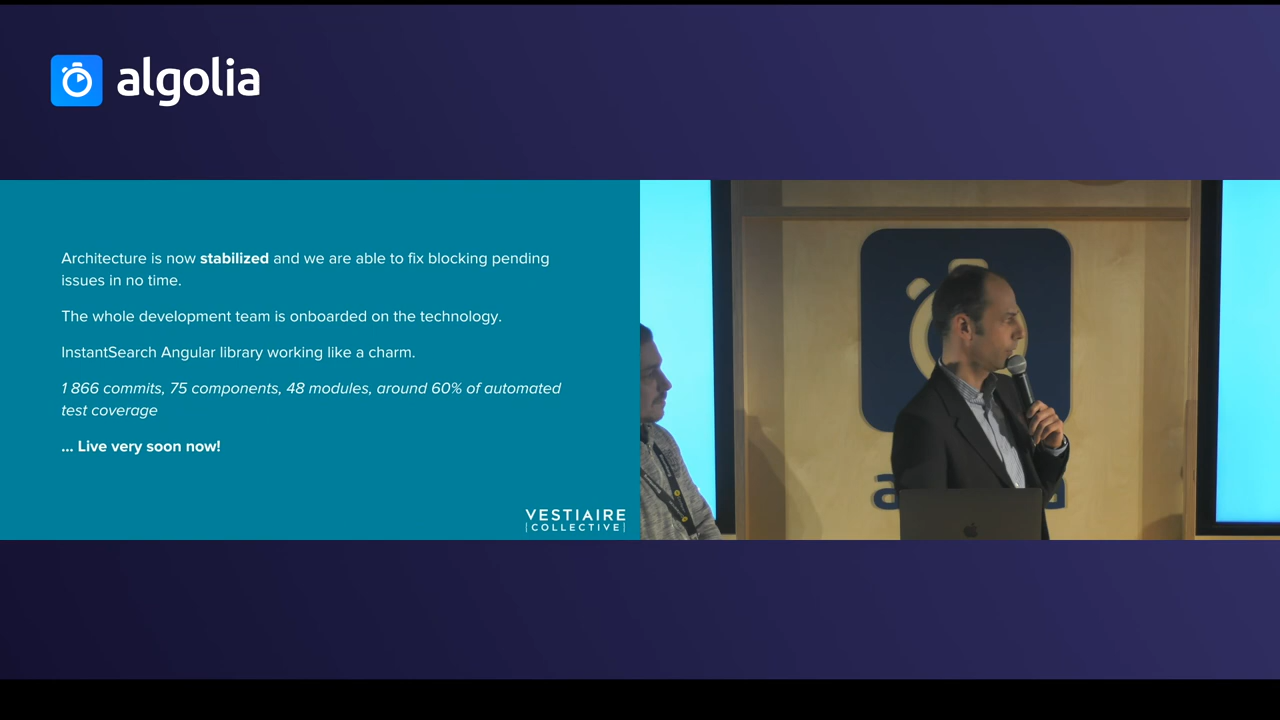 algolia
Architecture is now stabilized and we are able to fix blocking pending
issues in no time.
The whole development team is onboarded on the technology.
InstantSearch Angular library working like a charm.
1 866 commits, 75 components, 48 modules, around 60% of automated
test coverage
... Live very soon now!
VESTIAIRE
|COLLECTIVE|